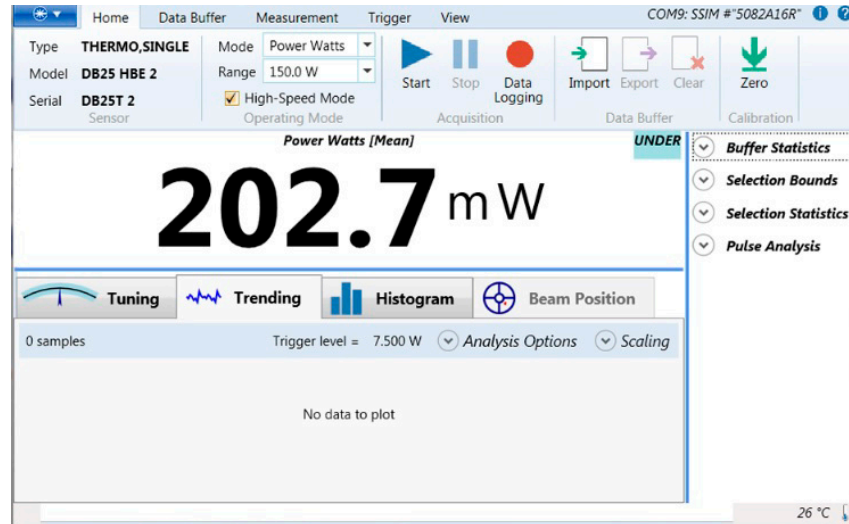 Home Data Buffer Measurement Trigger View COM9: SSIM #"5082A16R"
Type THERMO,SINGLE Mode Power Watts
Model DB25 HBE 2 Range 150.0 W
Serial DB25T 2 High-Speed Mode
Start Stop Data Logging Import Export Clear Zero
Sensor Operating Mode Acquisition Data Buffer Calibration
Power Watts [Mean] UNDER
202.7 mW
Buffer Statistics
Selection Bounds
Selection Statistics
Pulse Analysis
Tuning Trending Histogram Beam Position
0 samples Trigger level = 7.500 W Analysis Options Scaling
No data to plot
26 °C